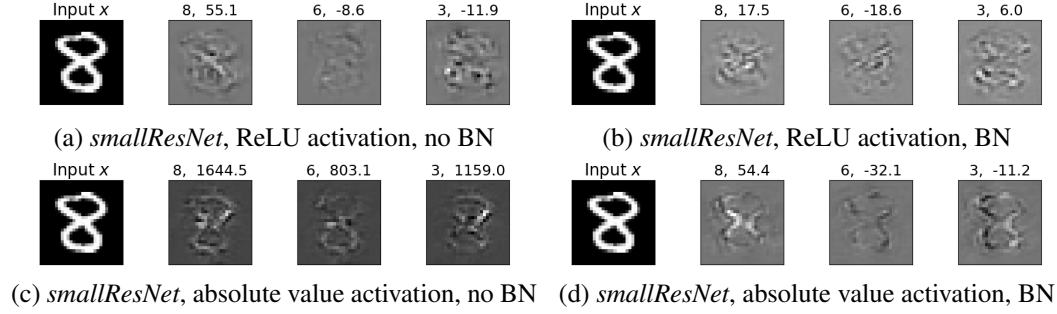 Input x 8, 55.1 6, -8.6 3, -11.9
Input x 8, 17.5 6, -18.6 3, 6.0
(a) smallResNet, ReLU activation, no BN
(b) smallResNet, ReLU activation, BN
Input x 8, 1644.5 6, 803.1 3, 1159.0
Input x 8, 54.4 6, -32.1 3, -11.2
(c) smallResNet, absolute value activation, no BN
(d) smallResNet, absolute value activation, BN